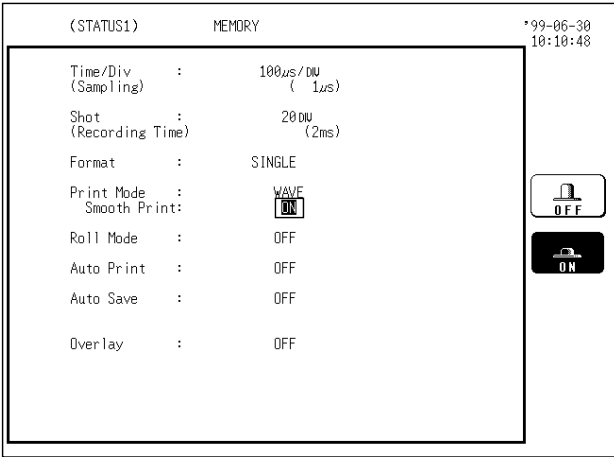 (STATUS1) MEMORY '99-06-30
10:10:48
Time/Div : 100μs/DIV
(Sampling) ( 1μs)
Shot : 20DIV
(Recording Time) (2ms)
Format : SINGLE
Print Mode : WAVE
Smooth Print: ON
Roll Mode : OFF
Auto Print : OFF
Auto Save : OFF
Overlay : OFF
OFF
ON